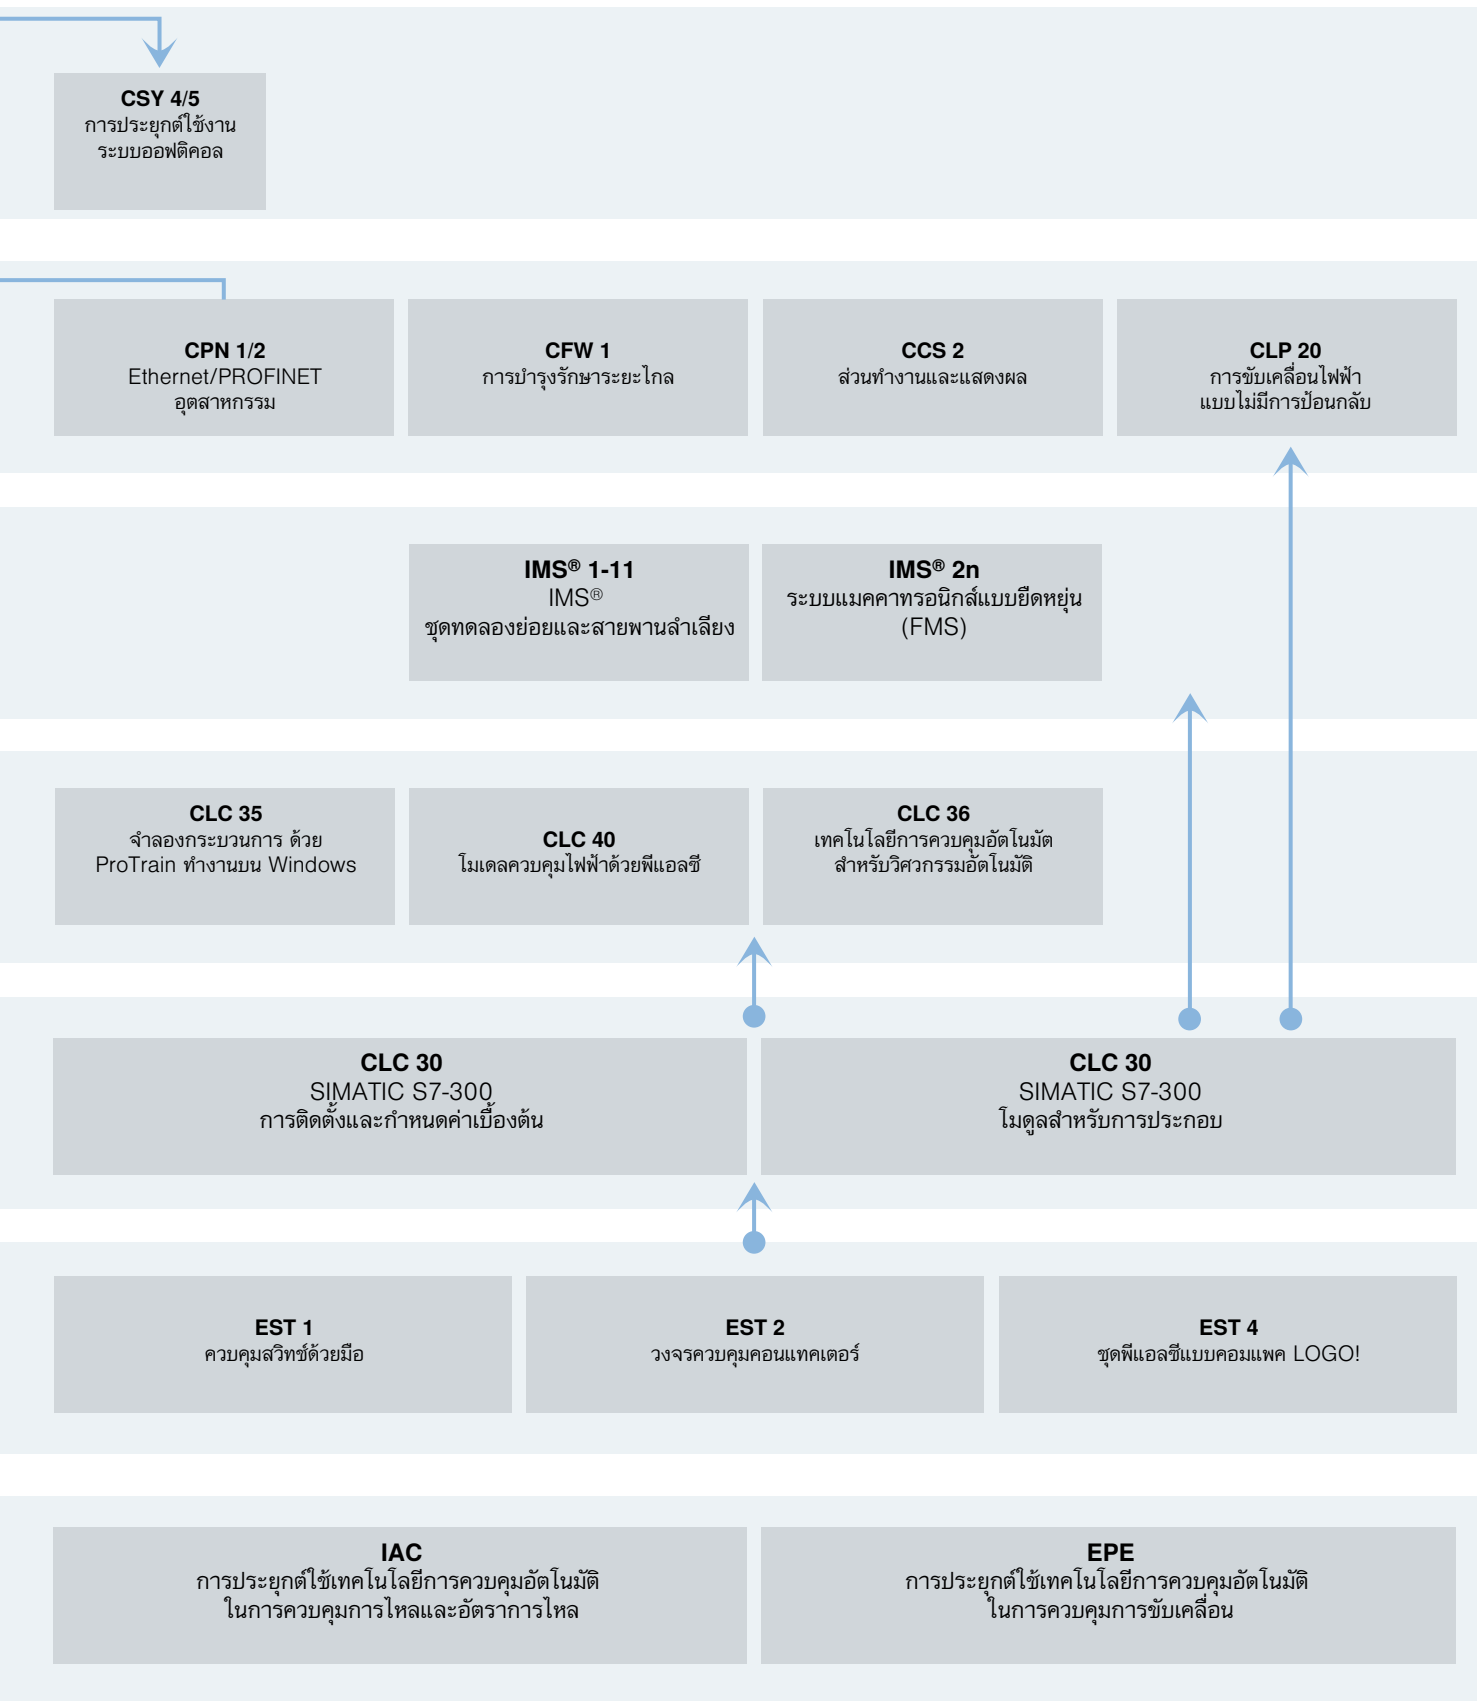 CSY 4/5
การประยุกต์ใช้งาน
ระบบออฟติคอล
CPN 1/2
Ethernet/PROFINET
อุตสาหกรรม
CFW 1
การบำรุงรักษาระยะไกล
CCS 2
ส่วนทำงานและแสดงผล
CLP 20
การขับเคลื่อนไฟฟ้า
แบบไม่มีการป้อนกลับ
IMS® 1-11
IMS®
ชุดทดลองย่อยและสายพานลำเลียง
IMS® 2n
ระบบแมคคาทรอนิกส์แบบยืดหยุ่น
(FMS)
CLC 35
จำลองกระบวนการ ด้วย
ProTrain ทำงานบน Windows
CLC 40
โมเดลควบคุมไฟฟ้าด้วยพีแอลซี
CLC 36
เทคโนโลยีการควบคุมอัตโนมัต
สำหรับวิศวกรรมอัตโนมัติ
CLC 30
SIMATIC S7-300
การติดตั้งและกำหนดค่าเบื้องต้น
CLC 30
SIMATIC S7-300
โมดูลสำหรับการประกอบ
EST 1
ควบคุมสวิทช์ด้วยมือ
EST 2
วงจรควบคุมคอนแทคเตอร์
EST 4
ชุดพีแอลซีแบบคอมแพค LOGO!
IAC
การประยุกต์ใช้เทคโนโลยีการควบคุมอัตโนมัติ
ในการควบคุมการไหลและอัตราการไหล
EPE
การประยุกต์ใช้เทคโนโลยีการควบคุมอัตโนมัติ
ในการควบคุมการขับเคลื่อน